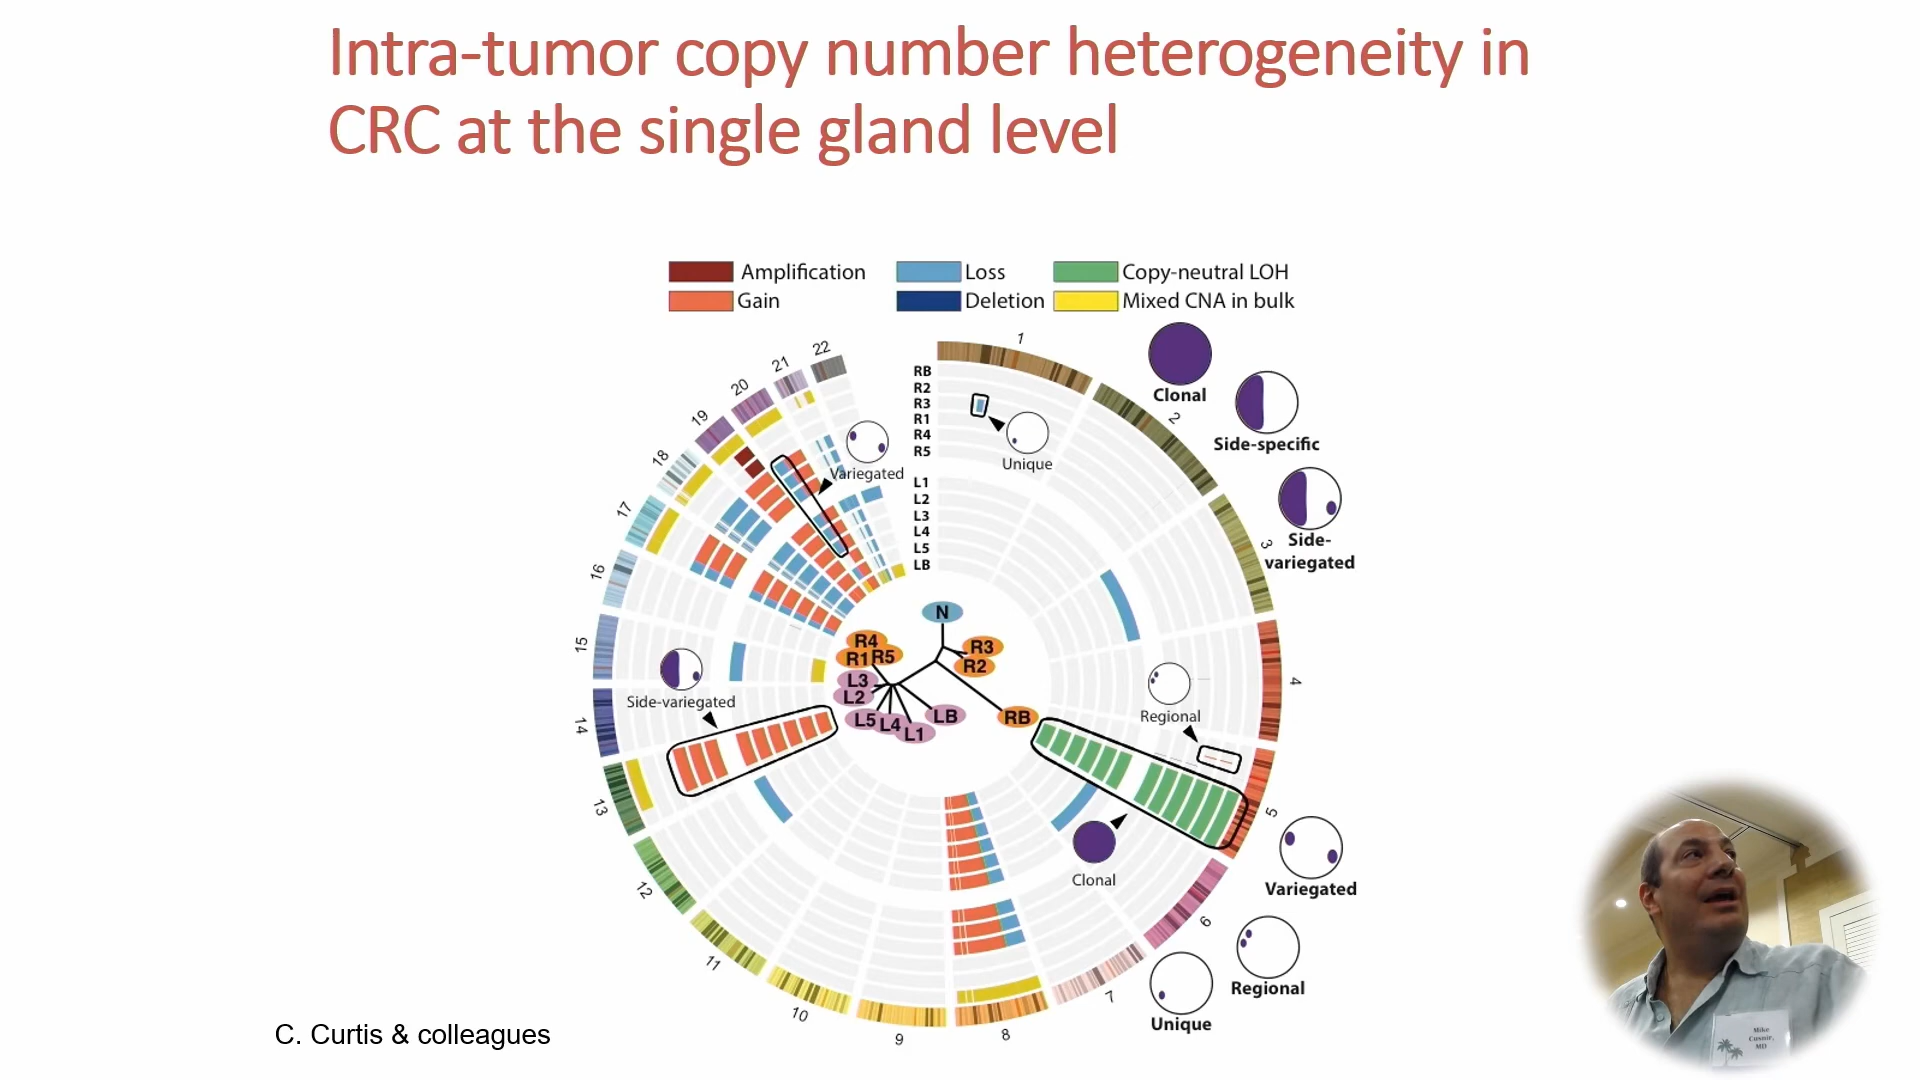 Intra-tumor copy number heterogeneity in
CRC at the single gland level
Amplification
Loss
Copy-neutral LOH
Gain
Deletion
Mixed CNA in bulk
1
2
3
4
5
6
7
8
9
10
11
12
13
14
15
16
17
18
19
20
21
22
RB
R2
R3
R1
R4
R5
L1
L2
L3
L4
L5
LB
Unique
Variegated
Side-variegated
Regional
Clonal
N
R4
R1
R5
R3
R2
L3
L2
L5
L4
L1
LB
RB
Clonal
Side-specific
Side-
variegated
Variegated
Regional
Unique
C. Curtis & colleagues
Mike
MD